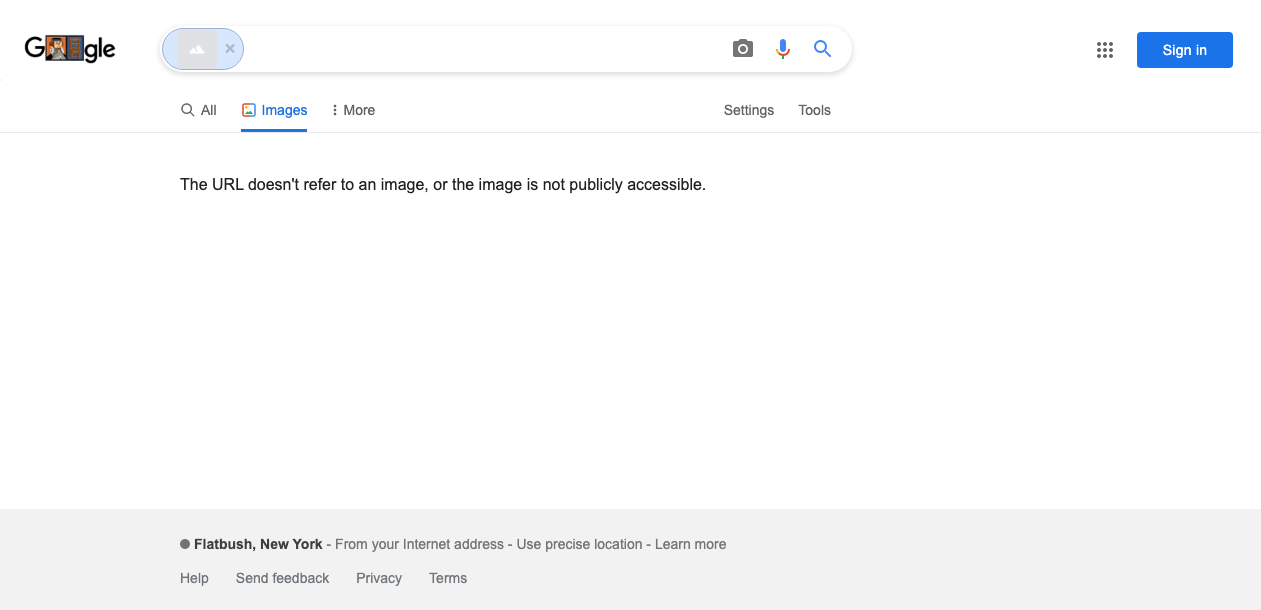 G gle
Sign in
All Images More Settings Tools
The URL doesn't refer to an image, or the image is not publicly accessible.
Flatbush, New York - From your Internet address - Use precise location - Learn more
Help Send feedback Privacy Terms